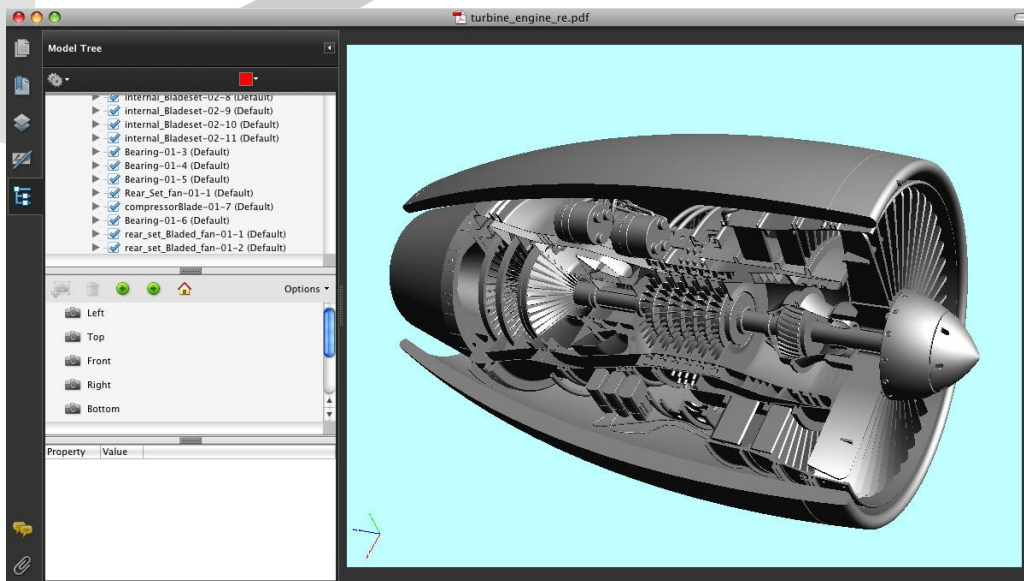 turbine_engine_re.pdf
Model Tree
internal_Bladeset-02-8 (Default)
internal_Bladeset-02-9 (Default)
internal_Bladeset-02-10 (Default)
internal_Bladeset-02-11 (Default)
Bearing-01-3 (Default)
Bearing-01-4 (Default)
Bearing-01-5 (Default)
Rear_Set_fan-01-1 (Default)
compressorBlade-01-7 (Default)
Bearing-01-6 (Default)
rear_set_Bladed_fan-01-1 (Default)
rear_set_Bladed_fan-01-2 (Default)
Options
Left
Top
Front
Right
Bottom
Property Value